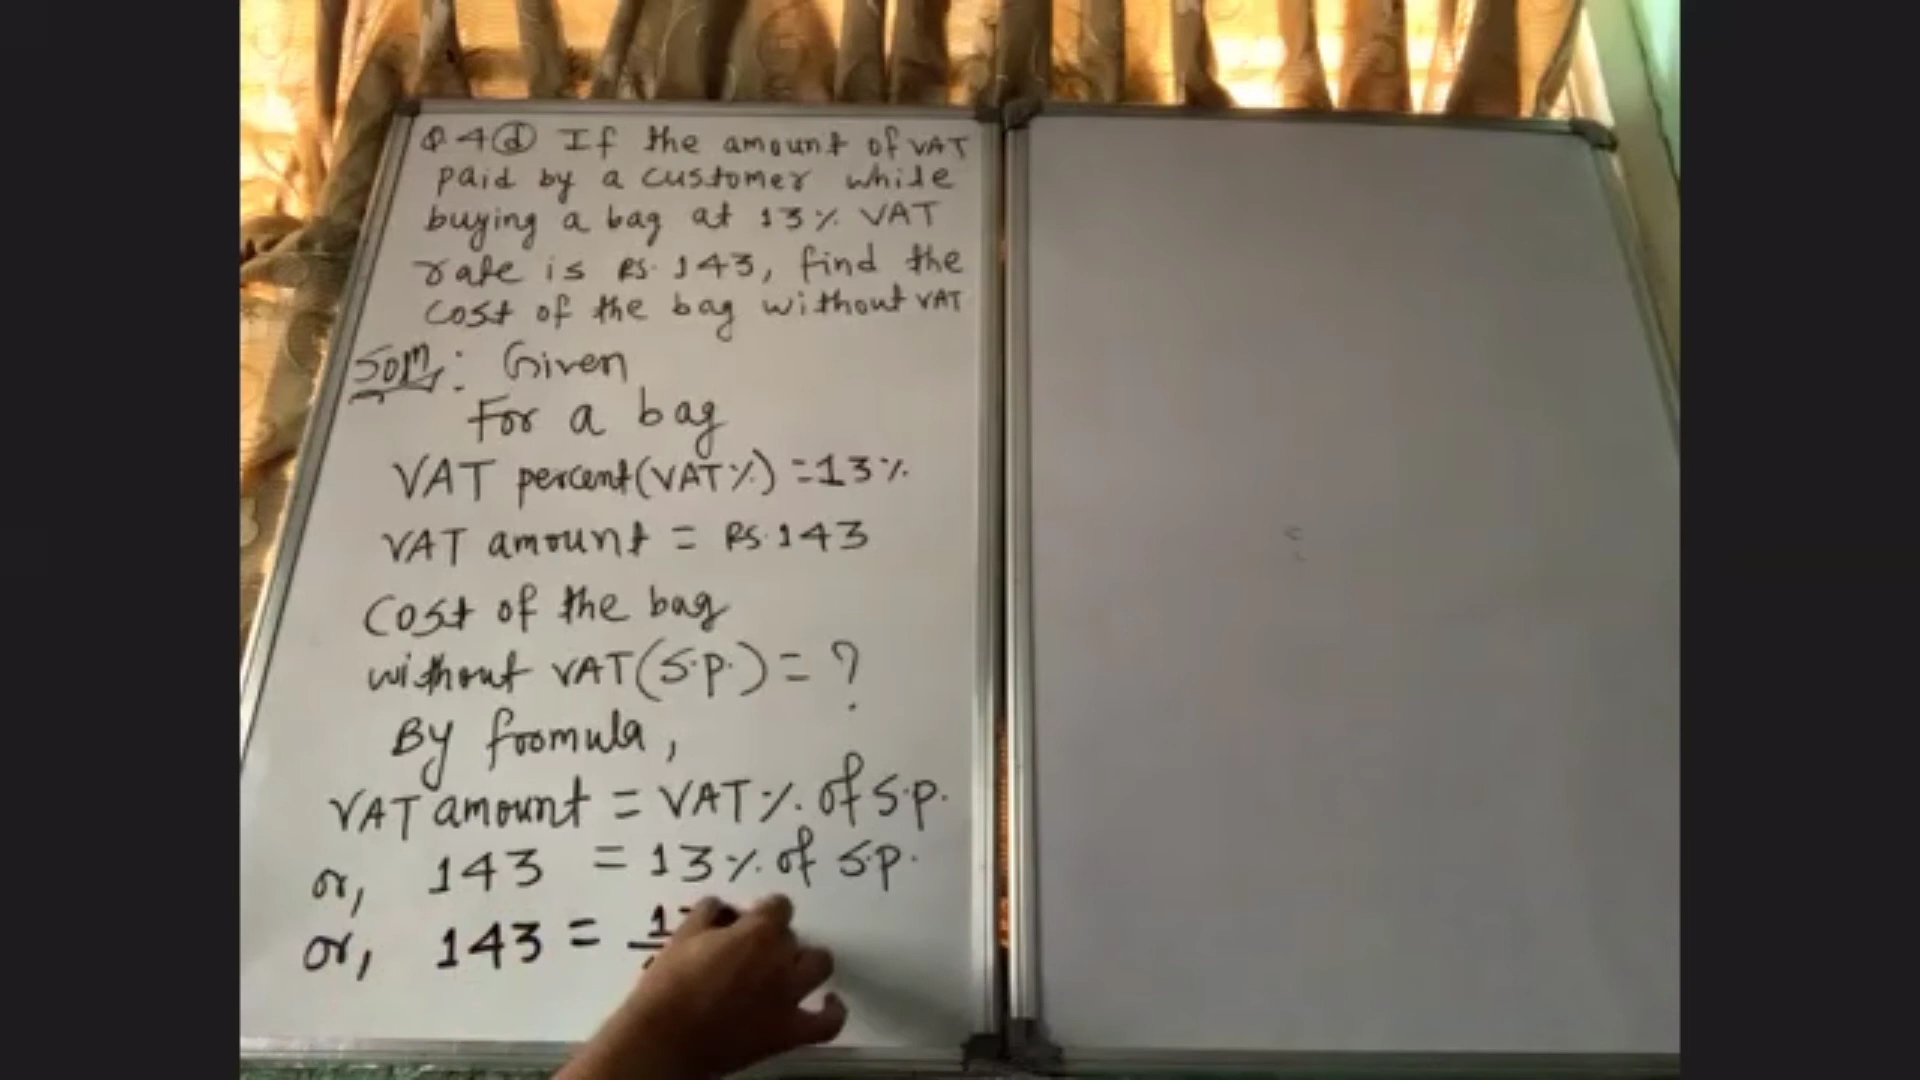 Q.4(d) If the amount of VAT
paid by a customer while
buying a bag at 13% VAT
rate is Rs. 143, find the
cost of the bag without VAT
Soln: Given
For a bag
VAT percent (VAT%) = 13%
VAT amount = Rs. 143
Cost of the bag
without VAT (S.P.) = ?
By formula,
VAT amount = VAT% of S.P.
or, 143 = 13% of S.P.
or, 143 =